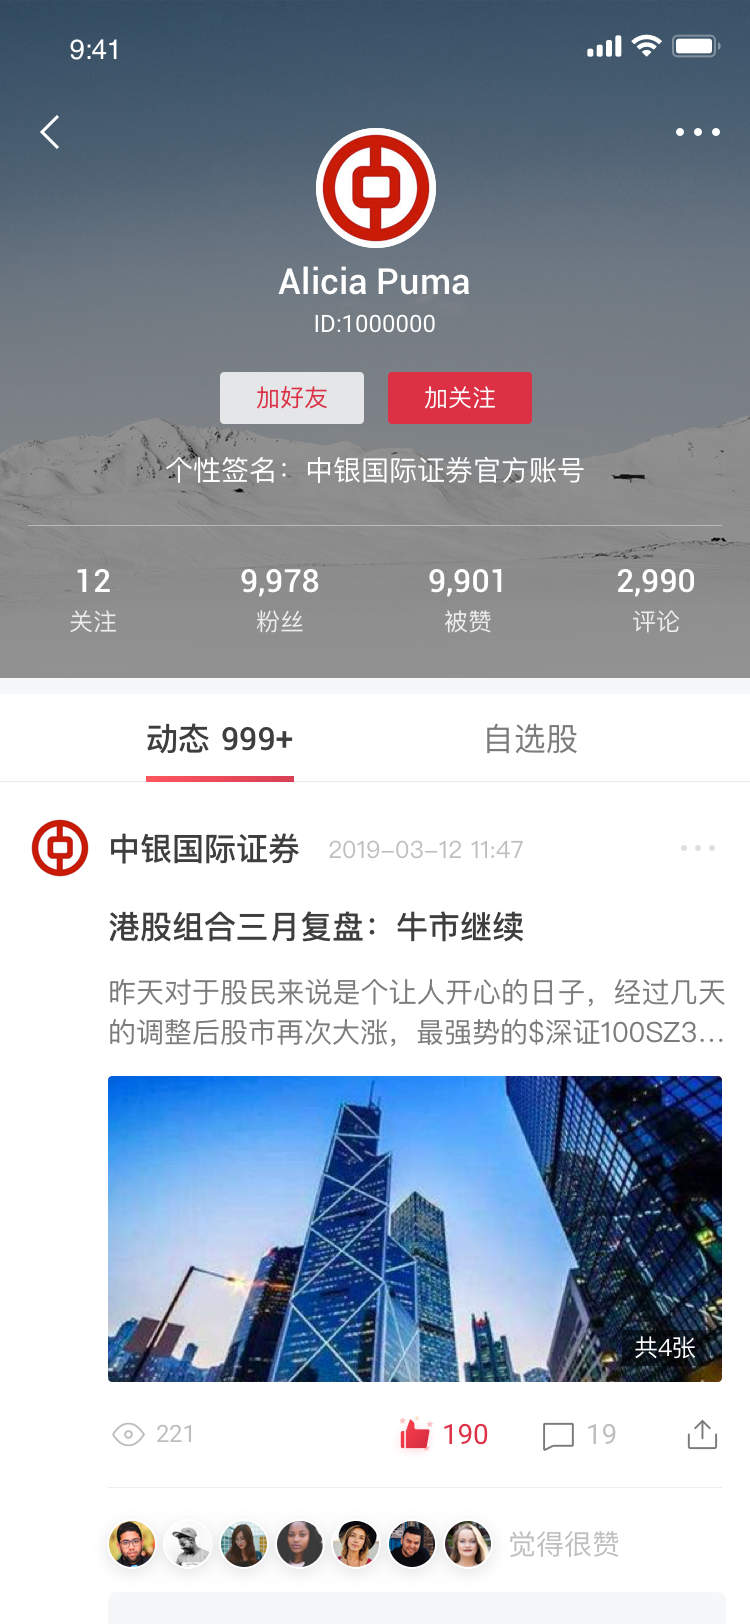 9:41
Alicia Puma
ID:1000000
加好友 加关注
个性签名：中银国际证券官方账号
12 9,978 9,901 2,990
关注 粉丝 被赞 评论
动态 999+ 自选股
中银国际证券 2019-03-12 11:47
港股组合三月复盘：牛市继续
昨天对于股民来说是个让人开心的日子，经过几天
的调整后股市再次大涨，最强势的$深证100SZ3...
共4张
221 190 19
觉得很赞